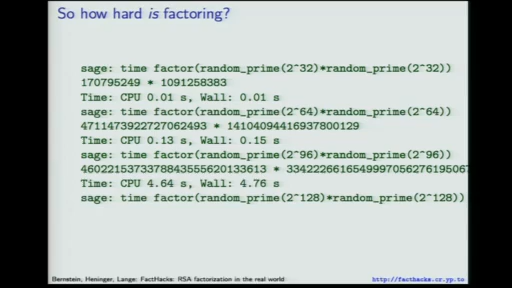 So how hard is factoring?
sage: time factor(random_prime(2^32)*random_prime(2^32))
170795249 * 1091258383
Time: CPU 0.01 s, Wall: 0.01 s
sage: time factor(random_prime(2^64)*random_prime(2^64))
4711473922727062493 * 14104094416937800129
Time: CPU 0.13 s, Wall: 0.15 s
sage: time factor(random_prime(2^96)*random_prime(2^96))
4602215373378843555620133613 * 33422266165499970562761950
Time: CPU 4.64 s, Wall: 4.76 s
sage: time factor(random_prime(2^128)*random_prime(2^128))
Bernstein, Heninger, Lange: FactHacks: RSA factorization in the real world
http://facthacks.cr.yp.to